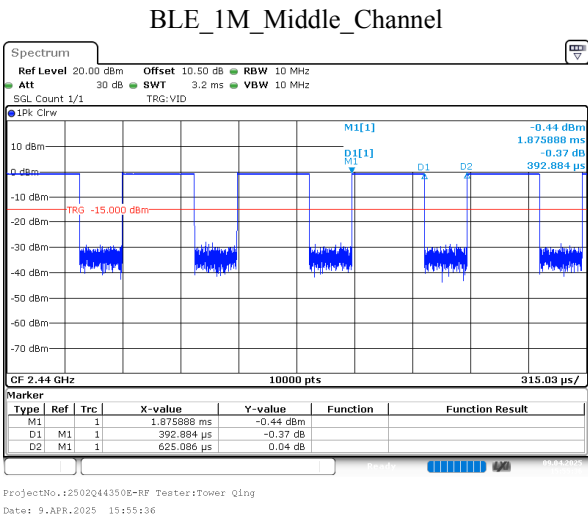 BLE_1M_Middle_Channel
Spectrum
Ref Level 20.00 dBm Offset 10.50 dB RBW 10 MHz
Att 30 dB SWT 3.2 ms VBW 10 MHz
SGL Count 1/1 TRG:VID
1Pk Clrw
M1[1] -0.44 dBm
1.875888 ms
10 dBm
D1[1] -0.37 dB
M1 392.884 µs
0 dBm D1 D2
-10 dBm
TRG -15.000 dBm
-20 dBm
-30 dBm
-40 dBm
-50 dBm
-60 dBm
-70 dBm
CF 2.44 GHz 10000 pts 315.03 µs/
Marker
Type Ref Trc X-value Y-value Function Function Result
M1 1 1.875888 ms -0.44 dBm
D1 M1 1 392.884 µs -0.37 dB
D2 M1 1 625.086 µs 0.04 dB
Ready 09.04.2025
ProjectNo.:2502Q44350E-RF Tester:Tower Qing
Date: 9.APR.2025 15:55:36